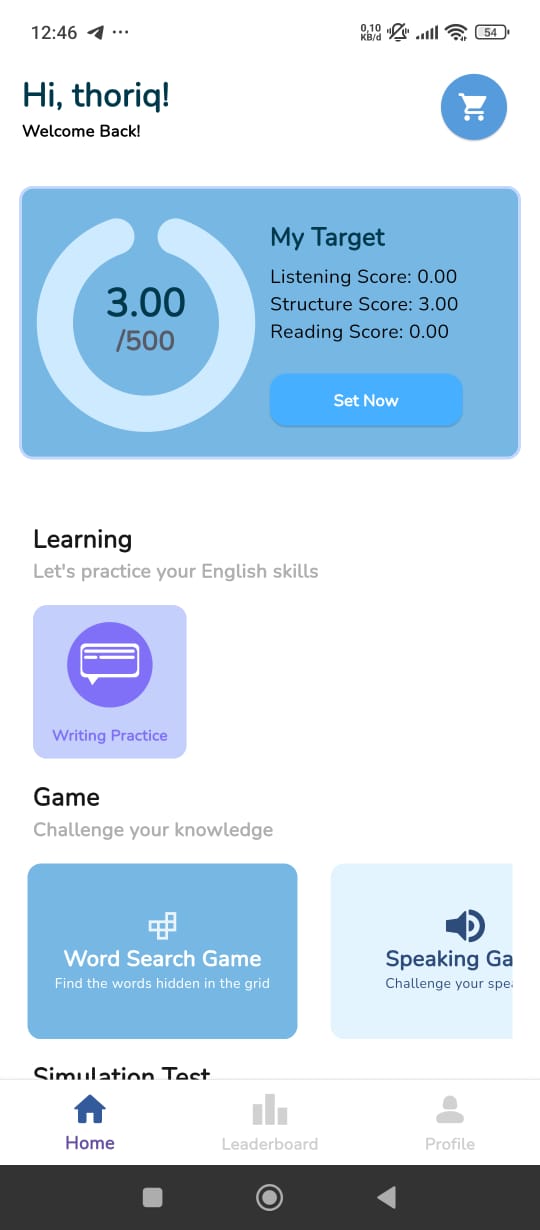 12:46
0,10
KB/d
54
Hi, thoriq!
Welcome Back!
3.00
/500
My Target
Listening Score: 0.00
Structure Score: 3.00
Reading Score: 0.00
Set Now
Learning
Let's practice your English skills
Writing Practice
Game
Challenge your knowledge
Word Search Game
Find the words hidden in the grid
Speaking Ga
Challenge your spea
Simulation Test
Home
Leaderboard
Profile